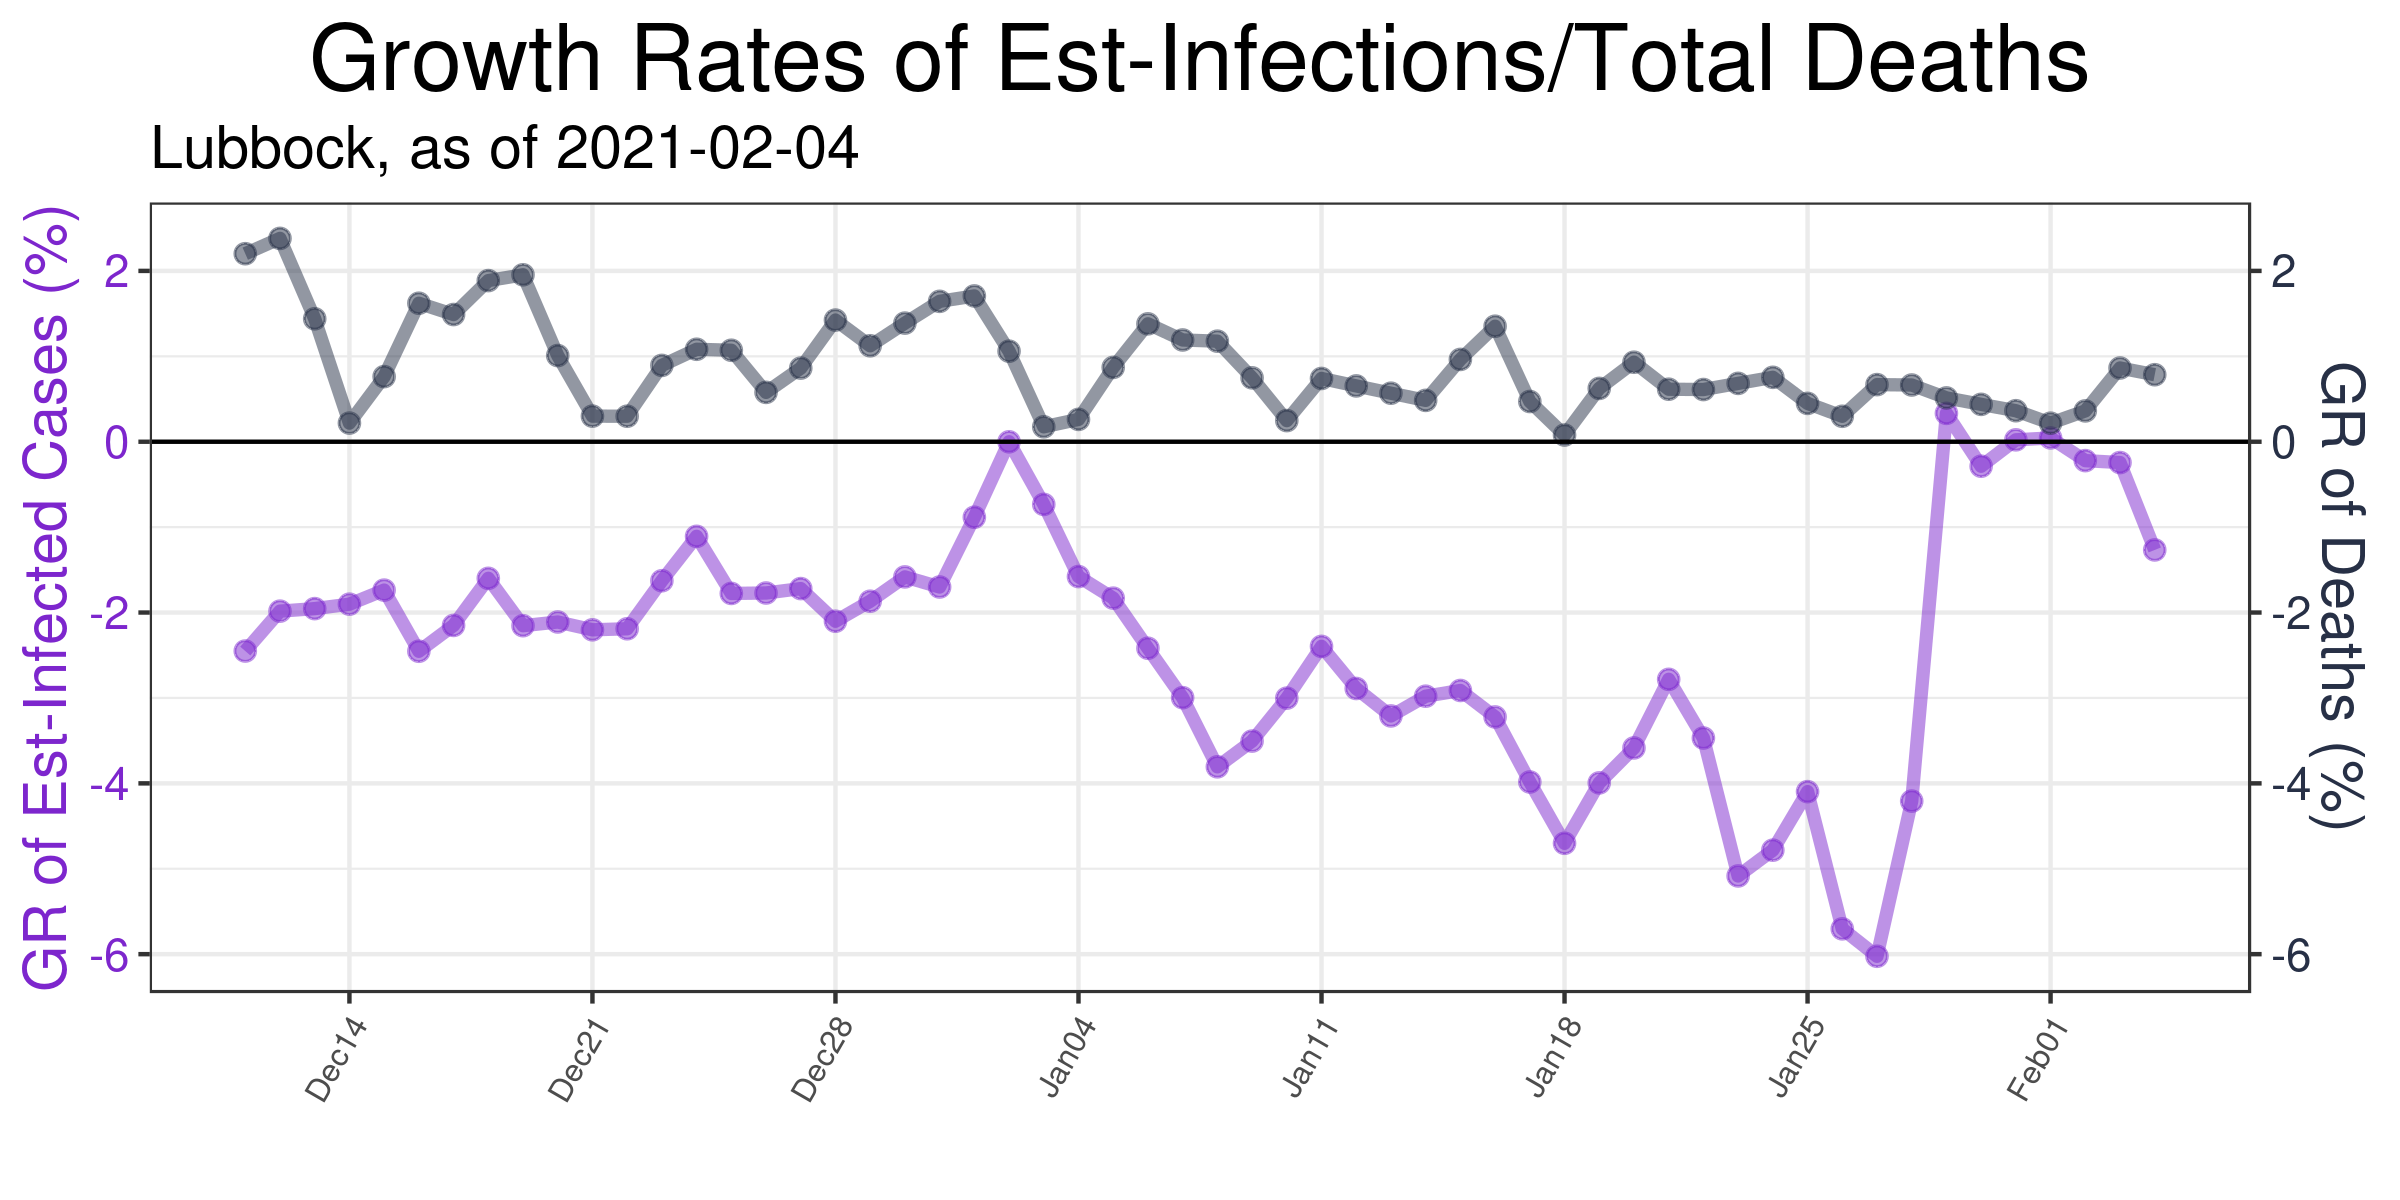 Growth Rates of Est-Infections/Total Deaths
Lubbock, as of 2021-02-04
GR of Est-Infected Cases (%)
2
0
-2
-4
-6
2
0
-2
-4
-6
GR of Deaths (%)
Dec14
Dec21
Dec28
Jan04
Jan11
Jan18
Jan25
Feb01